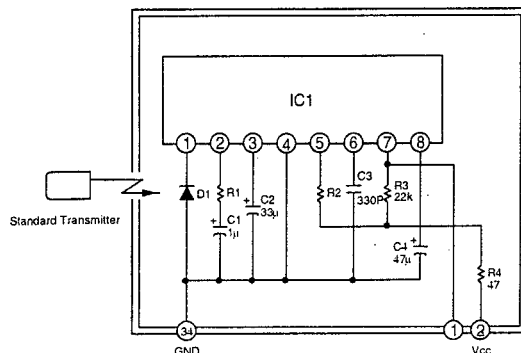 IC1
1 2 3 4 5 6 7 8
D1
R1
C1
1μ
C2
33μ
R2
C3
330P
R3
22k
C4
47μ
R4
47
Standard Transmitter
34
1 2
GND
Vcc